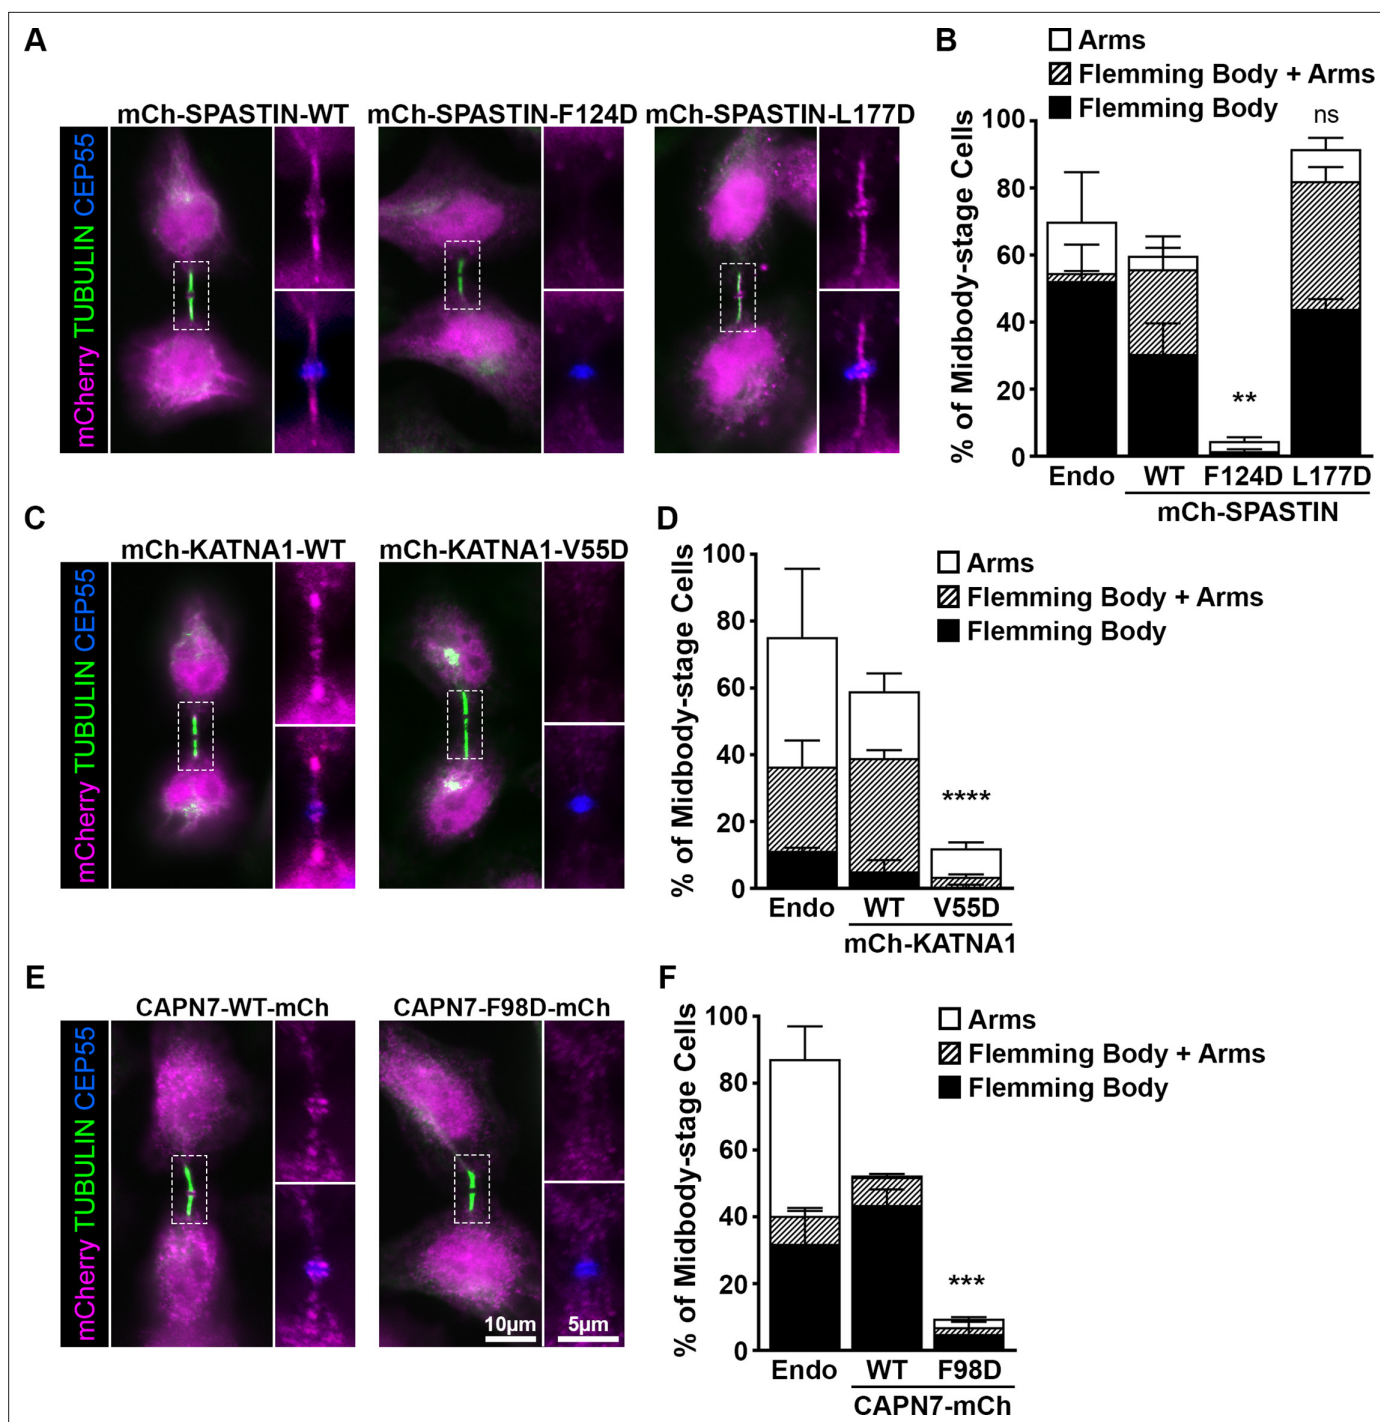 A
mCh-SPASTIN-WT
mCh-SPASTIN-F124D
mCh-SPASTIN-L177D
mCherry TUBULIN CEP55
B
Arms
Flemming Body + Arms
Flemming Body
% of Midbody-stage Cells
100
80
60
40
20
0
ns
**
Endo
WT
F124D
L177D
mCh-SPASTIN
C
mCh-KATNA1-WT
mCh-KATNA1-V55D
mCherry TUBULIN CEP55
D
Arms
Flemming Body + Arms
Flemming Body
% of Midbody-stage Cells
100
80
60
40
20
0
****
Endo
WT
V55D
mCh-KATNA1
E
CAPN7-WT-mCh
CAPN7-F98D-mCh
mCherry TUBULIN CEP55
10µm
5µm
F
Arms
Flemming Body + Arms
Flemming Body
% of Midbody-stage Cells
100
80
60
40
20
0
***
Endo
WT
F98D
CAPN7-mCh